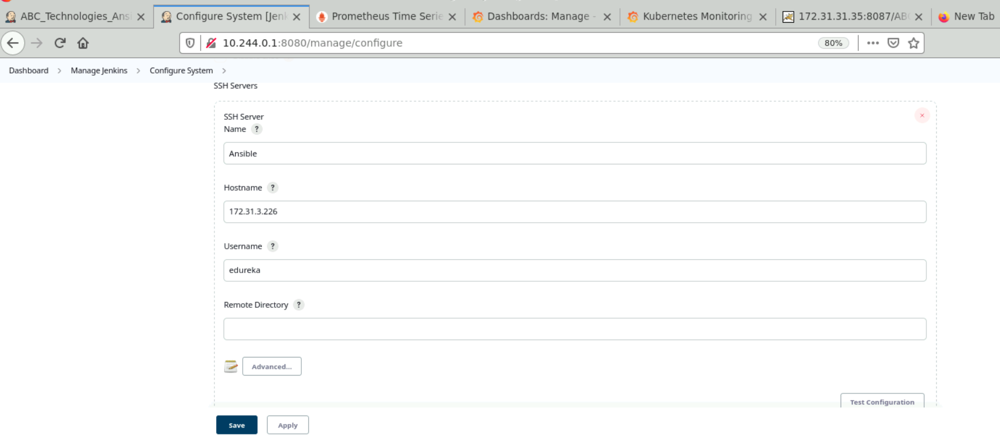 ABC_Technologies_Ansi
Configure System [Jenk
Prometheus Time Serie
Dashboards: Manage -
Kubernetes Monitoring
172.31.31.35:8087/ABC
New Tab
10.244.0.1:8080/manage/configure
80%
Dashboard > Manage Jenkins > Configure System >
SSH Servers
SSH Server
Name ?
Ansible
Hostname ?
172.31.3.226
Username ?
edureka
Remote Directory ?
Advanced...
Test Configuration
Save
Apply